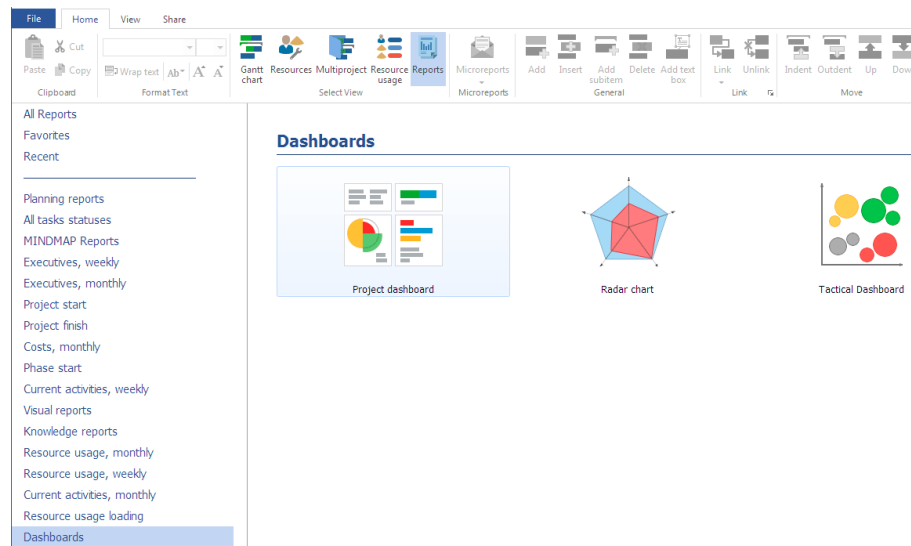 File Home View Share
Paste Cut Copy
Clipboard
Wrap text Ab A A
Format Text
Gantt chart Resources Multiproject Resource usage Reports
Select View
Microreports
Microreports
Add Insert Add subitem Delete Add text box
General
Link Unlink
Link
Indent Outdent Up
Move
All Reports
Favorites
Recent
Planning reports
All tasks statuses
MINDMAP Reports
Executives, weekly
Executives, monthly
Project start
Project finish
Costs, monthly
Phase start
Current activities, weekly
Visual reports
Knowledge reports
Resource usage, monthly
Resource usage, weekly
Current activities, monthly
Resource usage loading
Dashboards
Dashboards
Project dashboard
Radar chart
Tactical Dashboard